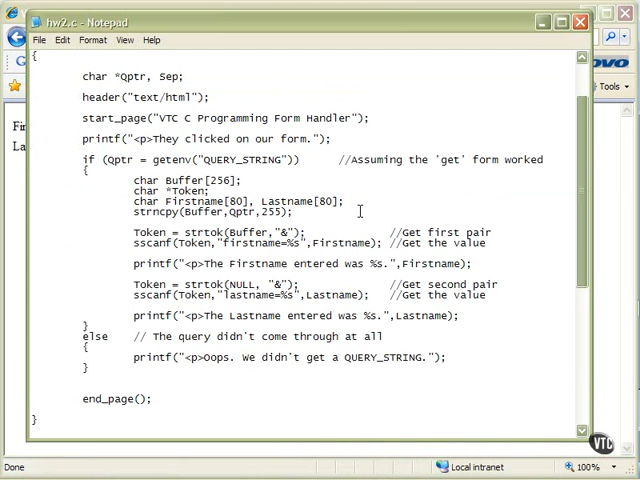 hw2.c - Notepad
File Edit Format View Help
{
char *Qptr, Sep;
header("text/html");
start_page("VTC C Programming Form Handler");
printf("<p>They clicked on our form.");
if (Qptr = getenv("QUERY_STRING")) //Assuming the 'get' form worked
{
char Buffer[256];
char *Token;
char Firstname[80], Lastname[80];
strncpy(Buffer,Qptr,255);
Token = strtok(Buffer,"&"); //Get first pair
sscanf(Token,"firstname=%s",Firstname); //Get the value
printf("<p>The Firstname entered was %s.",Firstname);
Token = strtok(NULL, "&"); //Get second pair
sscanf(Token,"lastname=%s",Lastname); //Get the value
printf("<p>The Lastname entered was %s.",Lastname);
}
else // The query didn't come through at all
{
printf("<p>Oops. We didn't get a QUERY_STRING.");
}
end_page();
}
Fi
La
Tools
VTC
Done
Local intranet
100%